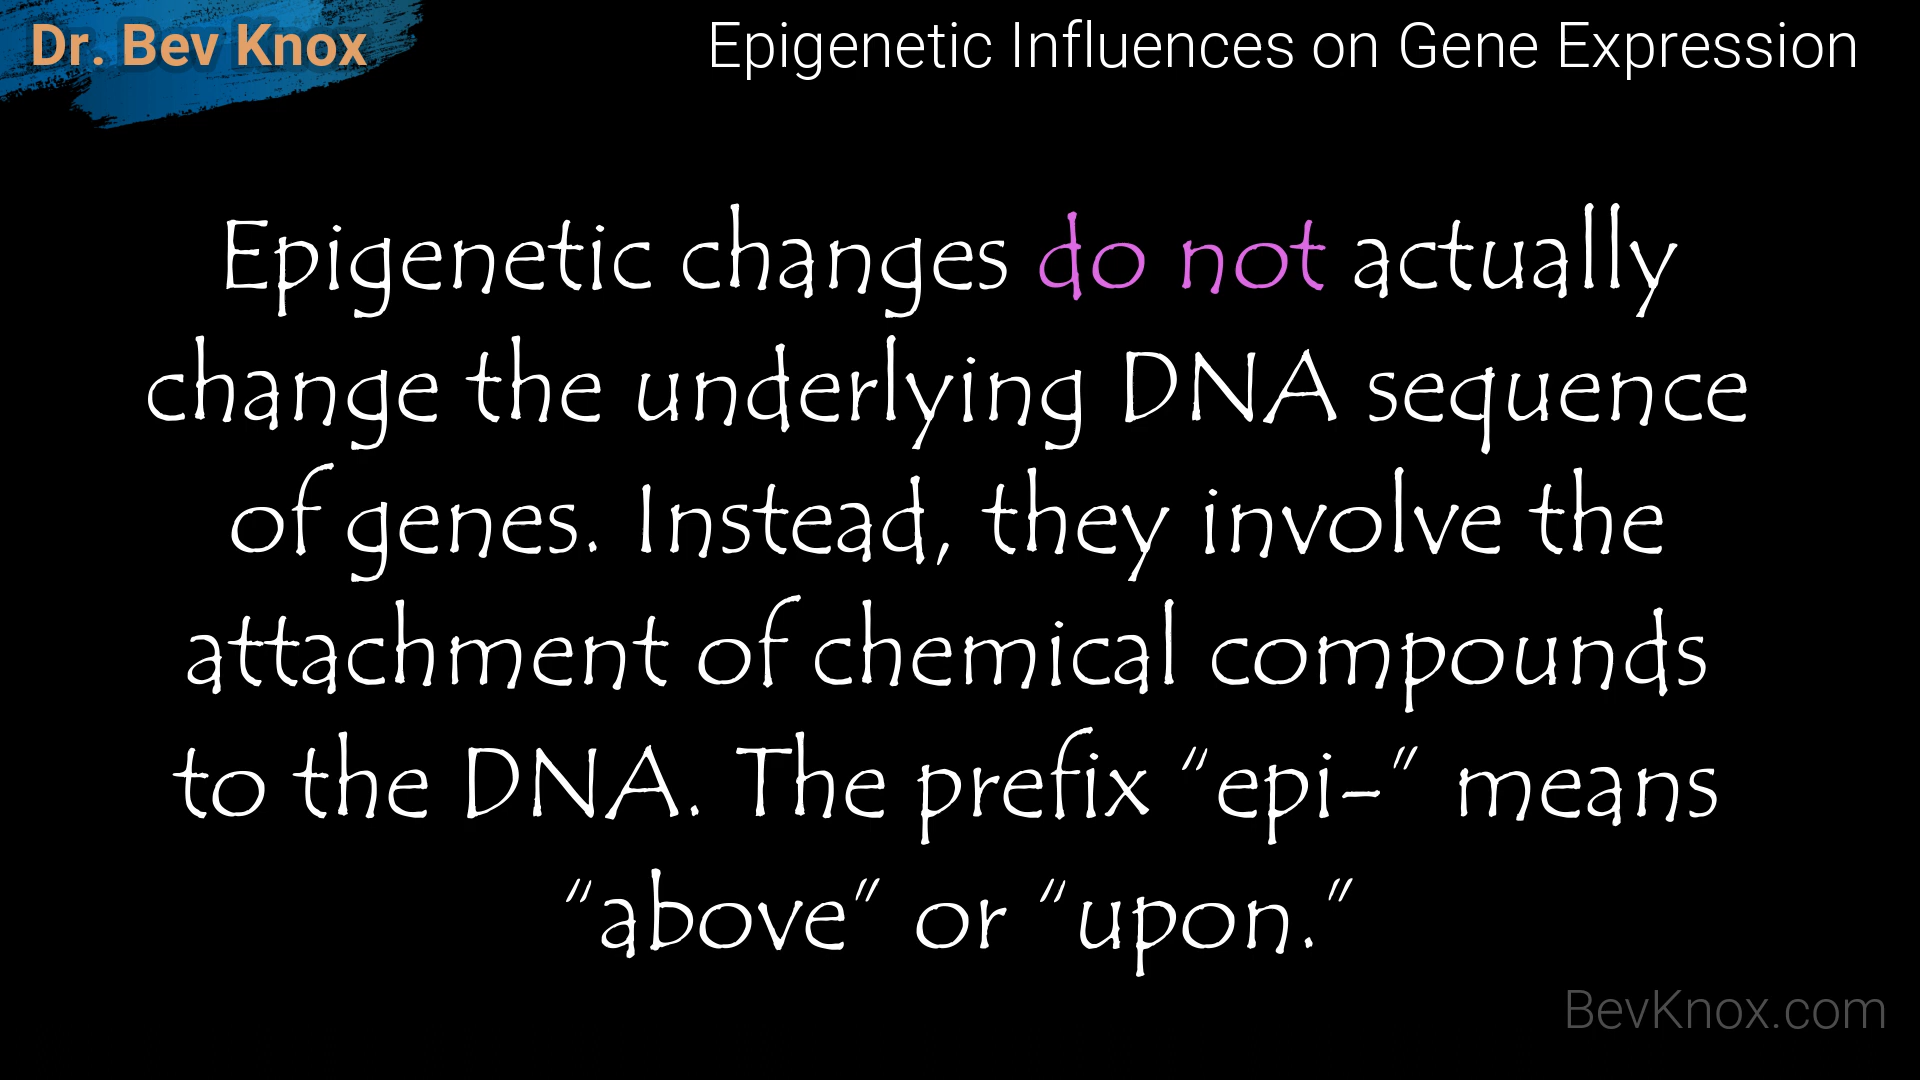 Dr. Bev Knox
Epigenetic Influences on Gene Expression
Epigenetic changes do not actually
change the underlying DNA sequence
of genes. Instead, they involve the
attachment of chemical compounds
to the DNA. The prefix “epi-” means
“above” or “upon.”
BevKnox.com